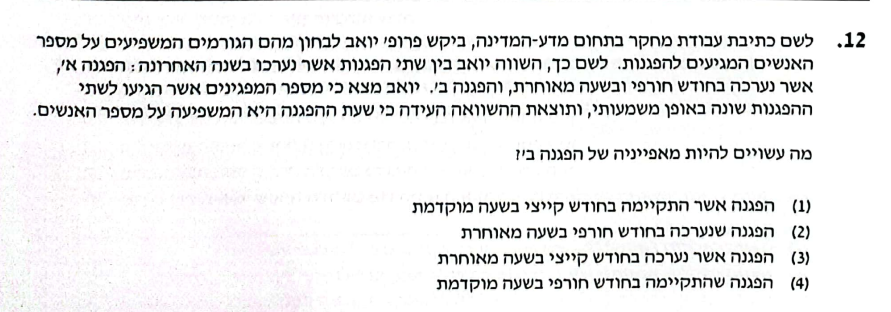 12. לשם כתיבת עבודת מחקר בתחום מדע-המדינה, ביקש פרופ׳ יואב לבחון מהם הגורמים המשפיעים על מספר
האנשים המגיעים להפגנות. לשם כך, השווה יואב בין שתי הפגנות אשר נערכו בשנה האחרונה: הפגנה א׳,
אשר נערכה בחודש חורפי ובשעה מאוחרת, והפגנה ב׳. יואב מצא כי מספר המפגינים אשר הגיעו לשתי
ההפגנות שונה באופן משמעותי, ותוצאת ההשוואה העידה כי שעת ההפגנה היא המשפיעה על מספר האנשים.
מה עשויים להיות מאפייניה של הפגנה ב׳?
(1) הפגנה אשר התקיימה בחודש קייצי בשעה מוקדמת
(2) הפגנה שנערכה בחודש חורפי בשעה מאוחרת
(3) הפגנה אשר נערכה בחודש קייצי בשעה מאוחרת
(4) הפגנה שהתקיימה בחודש חורפי בשעה מוקדמת